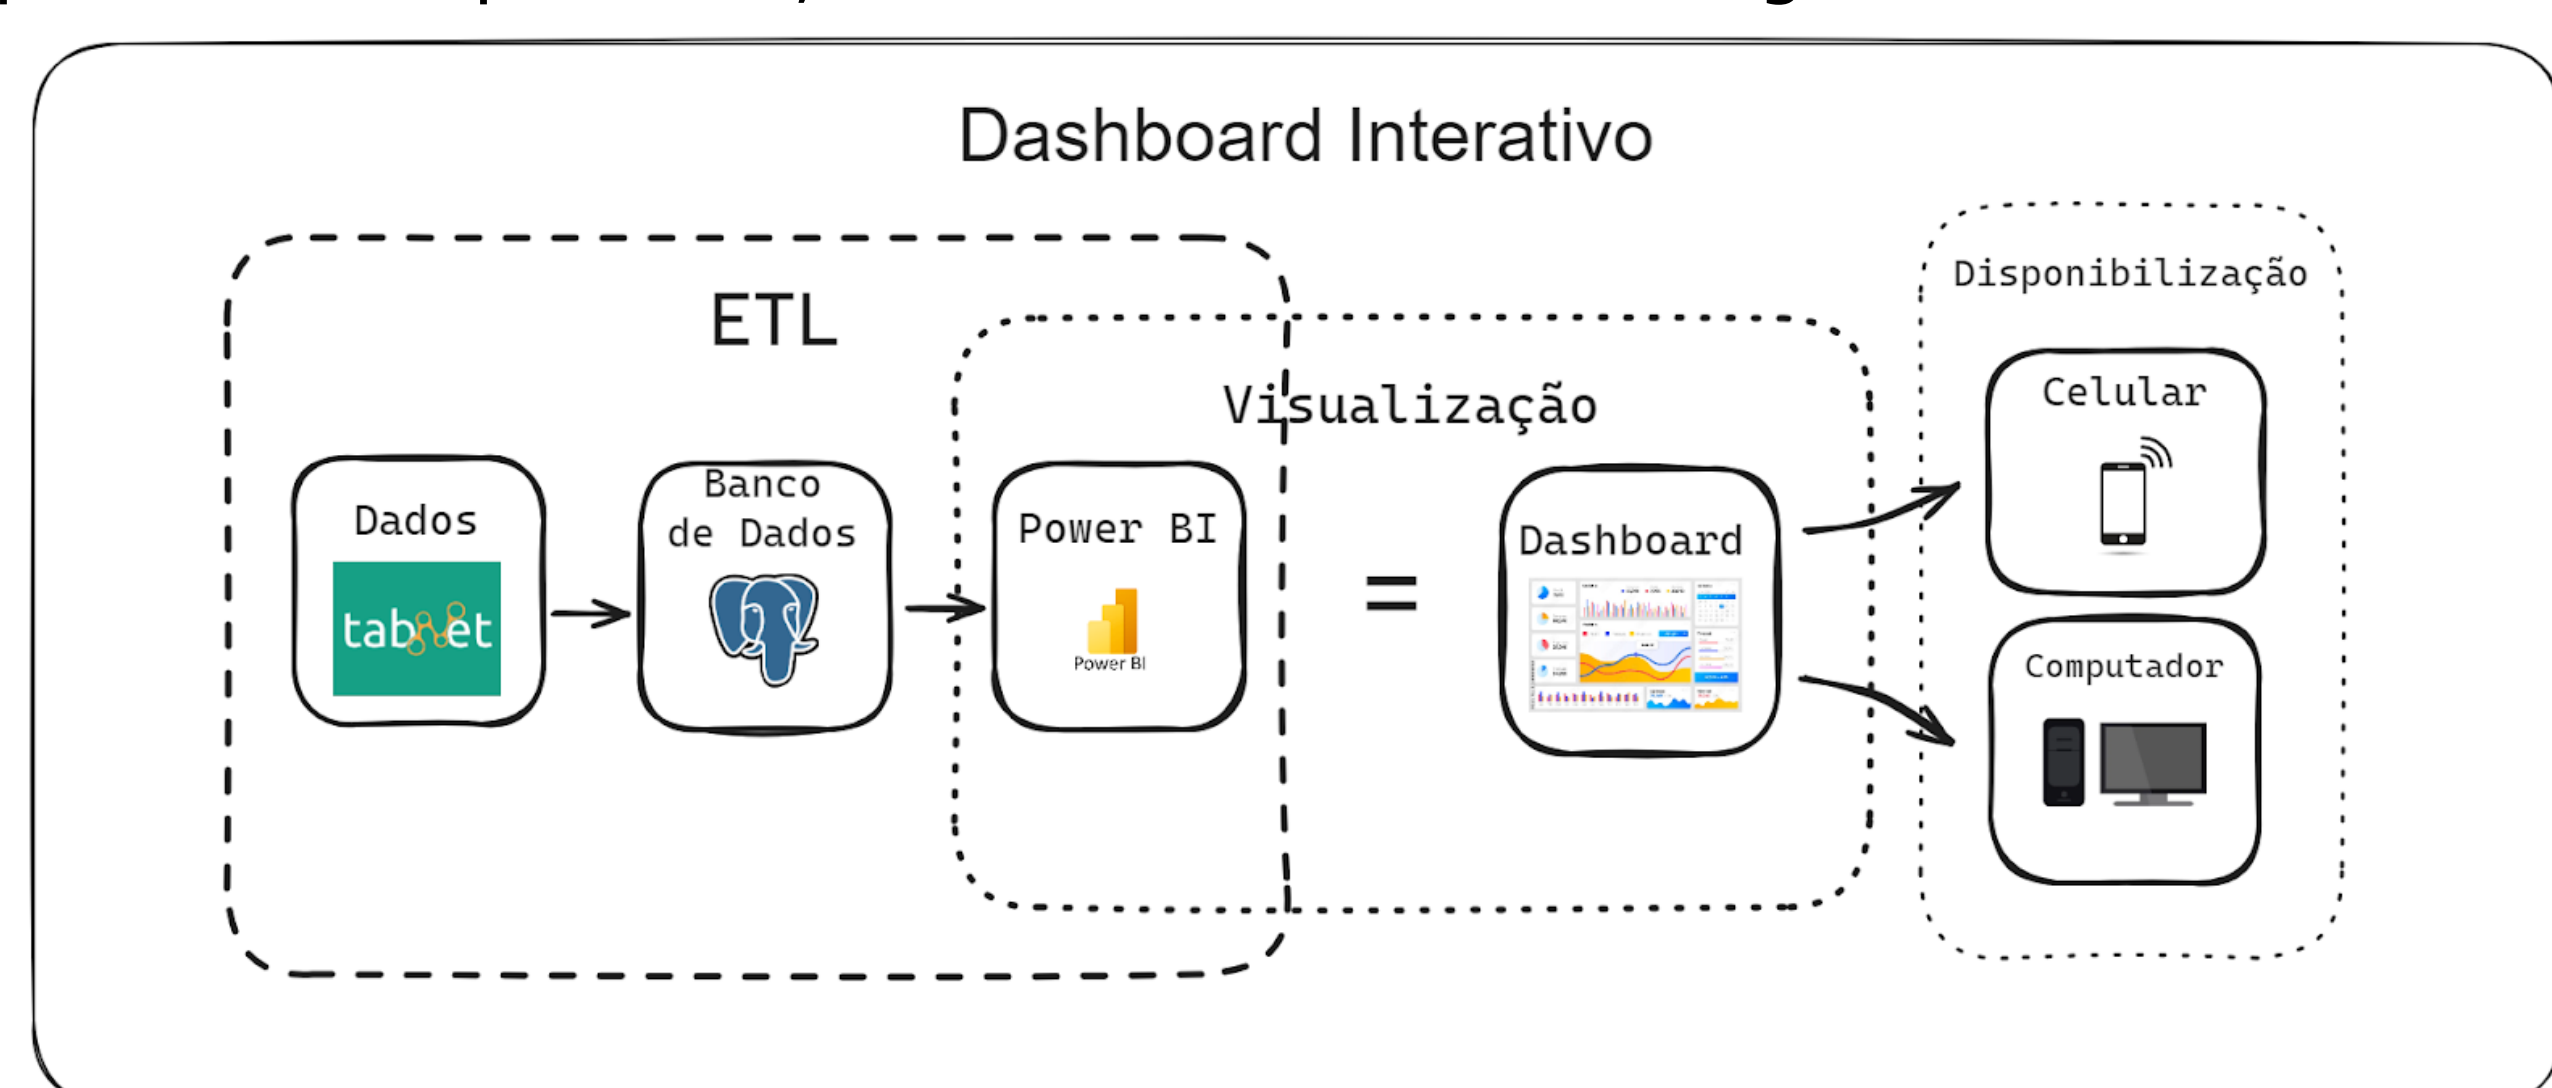 Dashboard Interativo
ETL
Visualização
Disponibilização
Dados
tabnet
Banco
de Dados
Power BI
Power BI
=
Dashboard
Celular
Computador